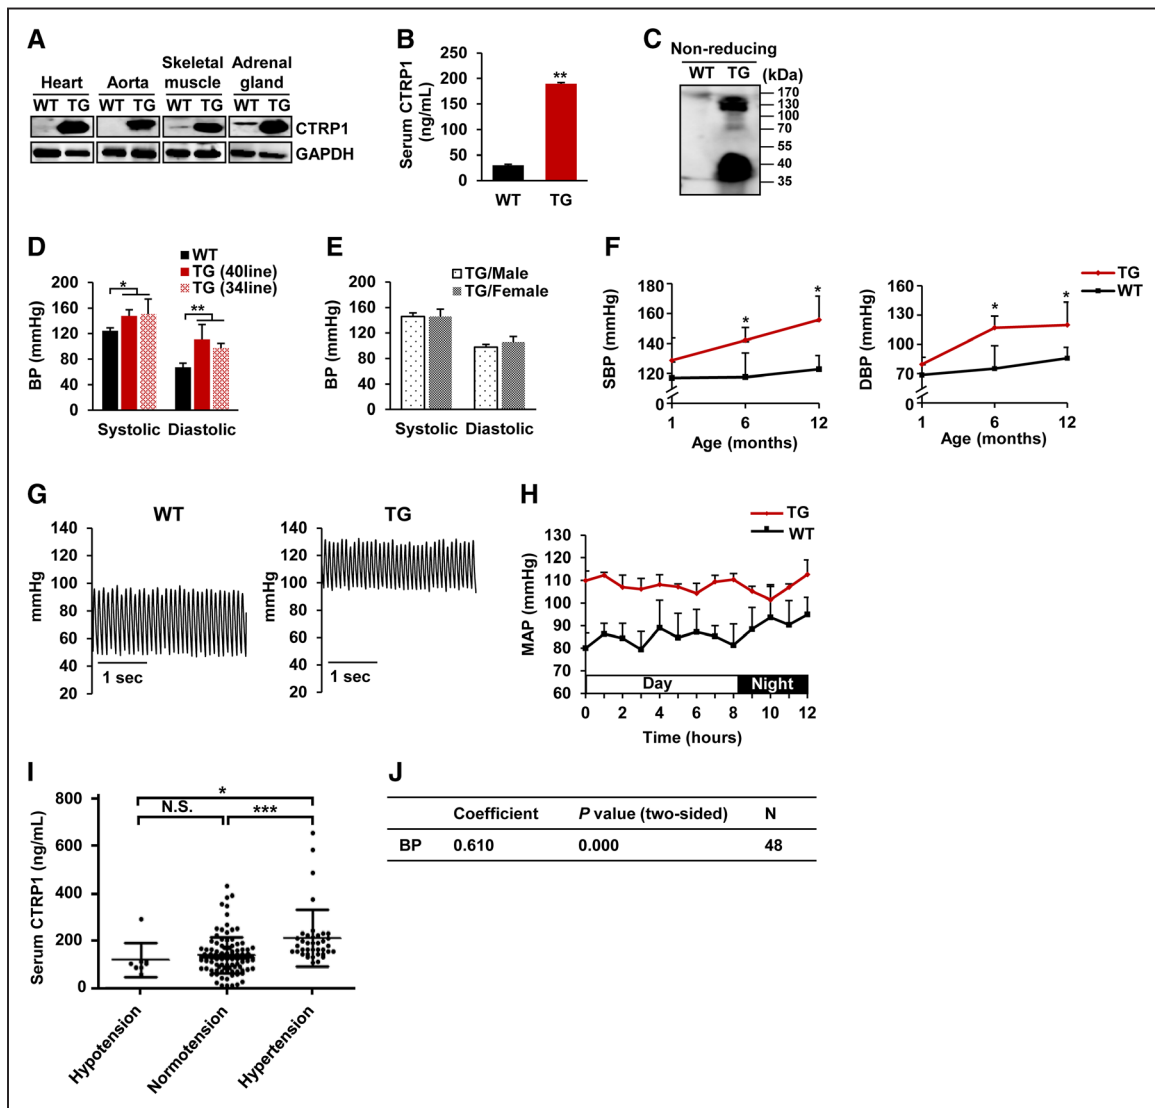 A
Skeletal Adrenal
Heart Aorta muscle gland
WT TG WT TG WT TG WT TG
CTRP1
GAPDH
B
Serum CTRP1
(ng/mL)
250
200
150
100
50
0
**
WT TG
C
Non-reducing
WT TG (kDa)
170
130
100
70
55
40
35
D
WT
TG (40line)
TG (34line)
BP (mmHg)
200
160
120
80
40
0
*
**
Systolic Diastolic
E
TG/Male
TG/Female
BP (mmHg)
200
160
120
80
40
0
Systolic Diastolic
F
SBP (mmHg)
180
160
140
120
0
*
*
1 6 12
Age (months)
DBP (mmHg)
160
130
100
70
0
*
*
1 6 12
Age (months)
TG
WT
G
WT
mmHg
140
120
100
80
60
40
20
1 sec
TG
mmHg
140
120
100
80
60
40
20
1 sec
H
TG
WT
MAP (mmHg)
130
120
110
100
90
80
70
60
Day Night
0 2 4 6 8 10 12
Time (hours)
I
Serum CTRP1 (ng/mL)
800
600
400
200
0
*
N.S.
***
Hypotension
Normotension
Hypertension
J
Coefficient P value (two-sided) N
BP 0.610 0.000 48